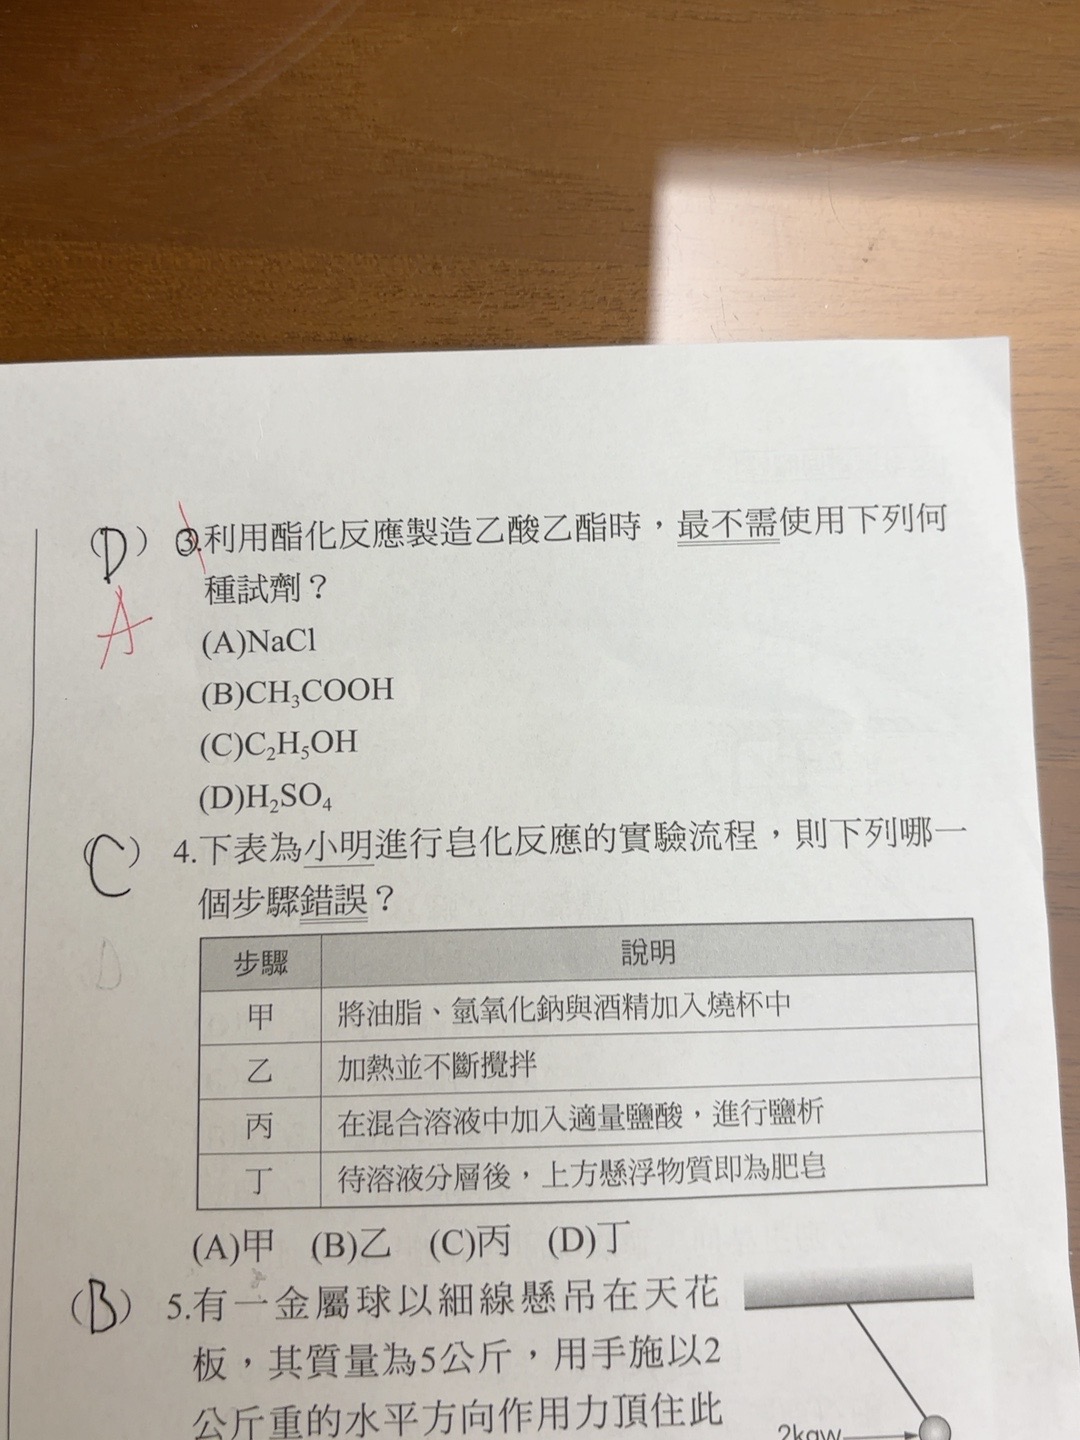 (D) 3.利用酯化反應製造乙酸乙酯時，最不需使用下列何
種試劑？
A
(A)NaCl
(B)CH₃COOH
(C)C₂H₅OH
(D)H₂SO₄
(C) 4.下表為小明進行皂化反應的實驗流程，則下列哪一
個步驟錯誤？
D
步驟 說明
甲 將油脂、氫氧化鈉與酒精加入燒杯中
乙 加熱並不斷攪拌
丙 在混合溶液中加入適量鹽酸，進行鹽析
丁 待溶液分層後，上方懸浮物質即為肥皂
(A)甲 (B)乙 (C)丙 (D)丁
(B) 5.有一金屬球以細線懸吊在天花
板，其質量為5公斤，用手施以2
公斤重的水平方向作用力頂住此
2kgw